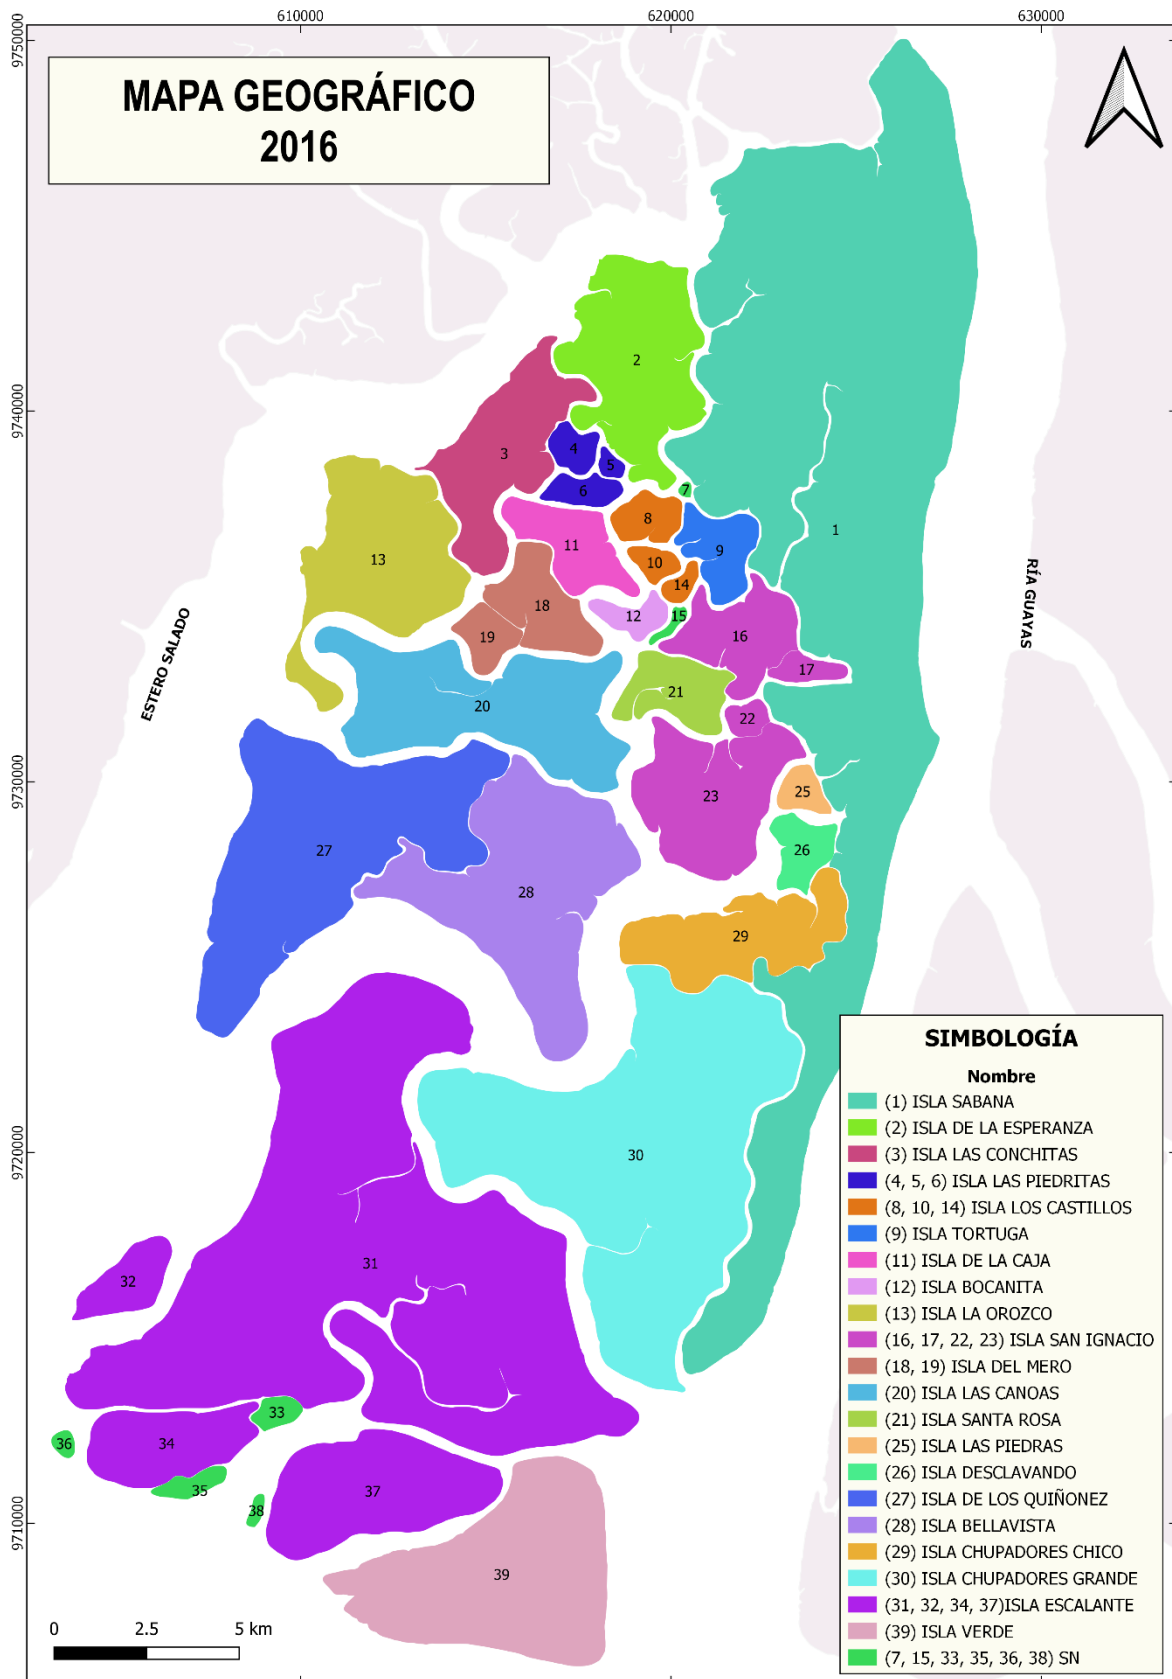 610000
620000
630000
9750000
MAPA GEOGRÁFICO
2016
2
9740000
3
4
5
6
7
8
1
9
11
10
13
14
18
12
15
16
19
17
RÍA GUAYAS
ESTERO SALADO
21
20
22
9730000
25
23
27
26
28
29
30
9720000
31
32
33
34
36
35
37
38
9710000
39
0 2.5 5 km
SIMBOLOGÍA
Nombre
(1) ISLA SABANA
(2) ISLA DE LA ESPERANZA
(3) ISLA LAS CONCHITAS
(4, 5, 6) ISLA LAS PIEDRITAS
(8, 10, 14) ISLA LOS CASTILLOS
(9) ISLA TORTUGA
(11) ISLA DE LA CAJA
(12) ISLA BOCANITA
(13) ISLA LA OROZCO
(16, 17, 22, 23) ISLA SAN IGNACIO
(18, 19) ISLA DEL MERO
(20) ISLA LAS CANOAS
(21) ISLA SANTA ROSA
(25) ISLA LAS PIEDRAS
(26) ISLA DESCLAVANDO
(27) ISLA DE LOS QUIÑONEZ
(28) ISLA BELLAVISTA
(29) ISLA CHUPADORES CHICO
(30) ISLA CHUPADORES GRANDE
(31, 32, 34, 37)ISLA ESCALANTE
(39) ISLA VERDE
(7, 15, 33, 35, 36, 38) SN